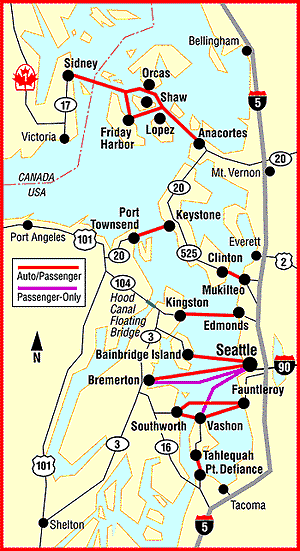 Bellingham
Sidney
Orcas
Shaw
5
17
Victoria
Friday
Harbor
Lopez
Anacortes
20
CANADA
USA
Mt. Vernon
20
Port
Townsend
Keystone
Port Angeles
101
20
525
Everett
2
Clinton
Mukilteo
Auto/Passenger
Passenger-Only
104
Hood
Canal
Floating
Bridge
Kingston
Edmonds
3
N
Bainbridge Island
Seattle
90
Bremerton
Fauntleroy
Southworth
Vashon
3
16
101
Tahlequah
Pt. Defiance
Tacoma
Shelton
5